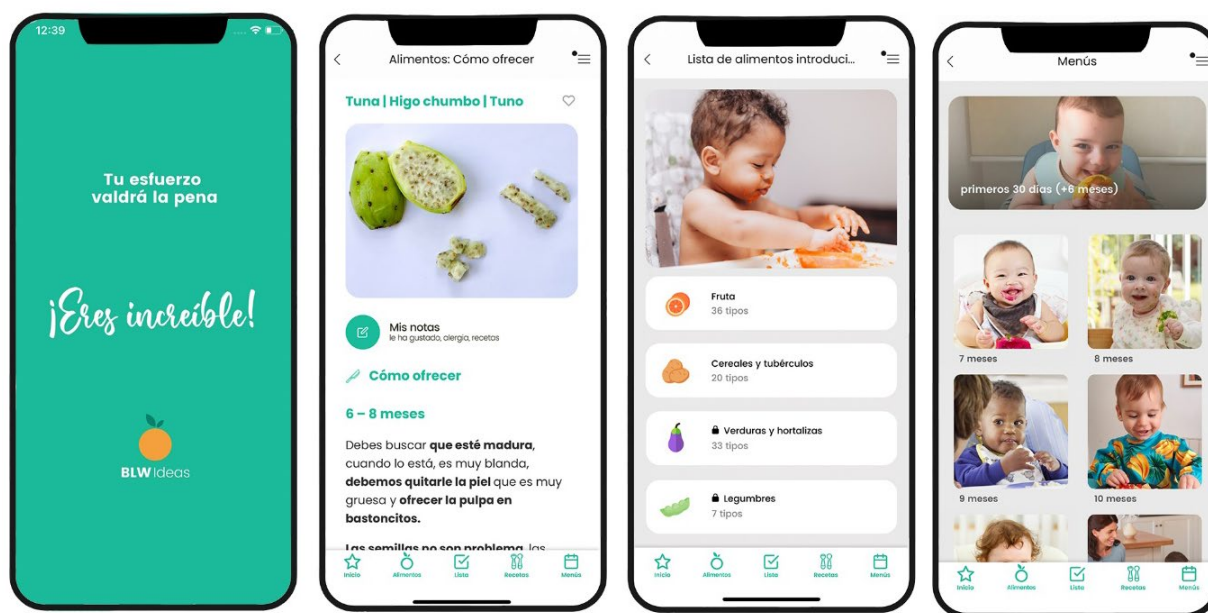 12:39
Tu esfuerzo
valdrá la pena
¡Eres increíble!
BLW Ideas
Alimentos: Cómo ofrecer
Tuna | Higo chumbo | Tuno
Mis notas
le ha gustado, alergia, recetas
Cómo ofrecer
6 – 8 meses
Debes buscar que esté madura,
cuando lo está, es muy blanda,
debemos quitarle la piel que es muy
gruesa y ofrecer la pulpa en
bastoncitos.
Las semillas no son problema, las
Inicio
Alimentos
Lista
Recetas
Menús
Lista de alimentos introduci...
Fruta
36 tipos
Cereales y tubérculos
20 tipos
Verduras y hortalizas
33 tipos
Legumbres
7 tipos
Inicio
Alimentos
Lista
Recetas
Menús
Menús
primeros 30 días (+6 meses)
7 meses
8 meses
9 meses
10 meses
Inicio
Alimentos
Lista
Recetas
Menús